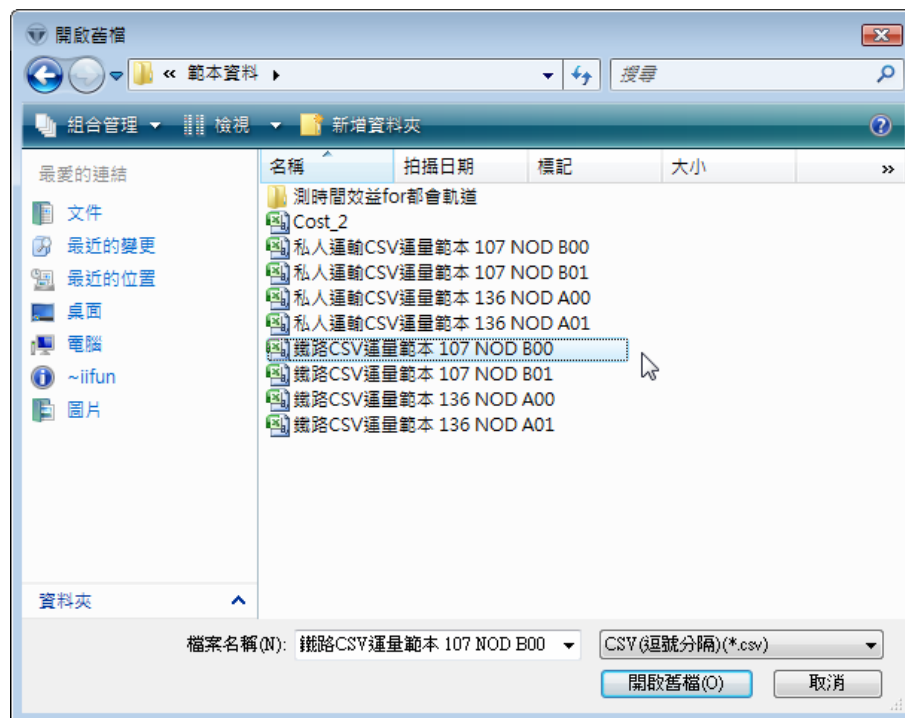 開啟舊檔
« 範本資料
搜尋
組合管理 檢視 新增資料夾
最愛的連結
文件
最近的變更
最近的位置
桌面
電腦
~iifun
圖片
資料夾
名稱 拍攝日期 標記 大小 »
測時間效益for都會軌道
Cost_2
私人運輸CSV運量範本 107 NOD B00
私人運輸CSV運量範本 107 NOD B01
私人運輸CSV運量範本 136 NOD A00
私人運輸CSV運量範本 136 NOD A01
鐵路CSV運量範本 107 NOD B00
鐵路CSV運量範本 107 NOD B01
鐵路CSV運量範本 136 NOD A00
鐵路CSV運量範本 136 NOD A01
檔案名稱(N): 鐵路CSV運量範本 107 NOD B00 CSV(逗號分隔)(*.csv)
開啟舊檔(O) 取消